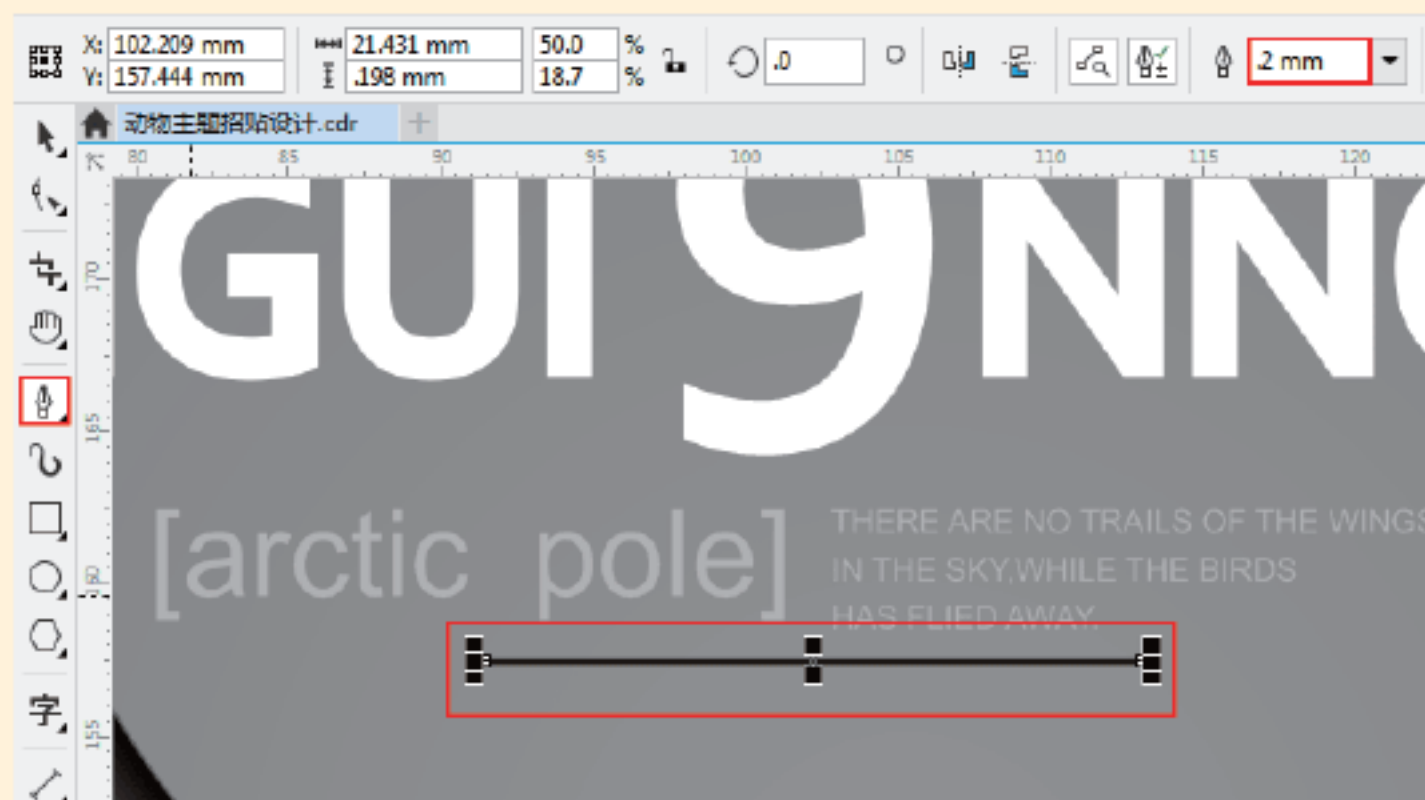 X: 102.209 mm 21.431 mm 50.0 %
Y: 157.444 mm .198 mm 18.7 % .0 .2 mm
动物主题招贴设计.cdr
80 85 90 95 100 105 110 115 120
170
165
160
155
GUI 9NN
[arctic pole]
THERE ARE NO TRAILS OF THE WINGS
IN THE SKY,WHILE THE BIRDS
HAS FLIED AWAY.
字